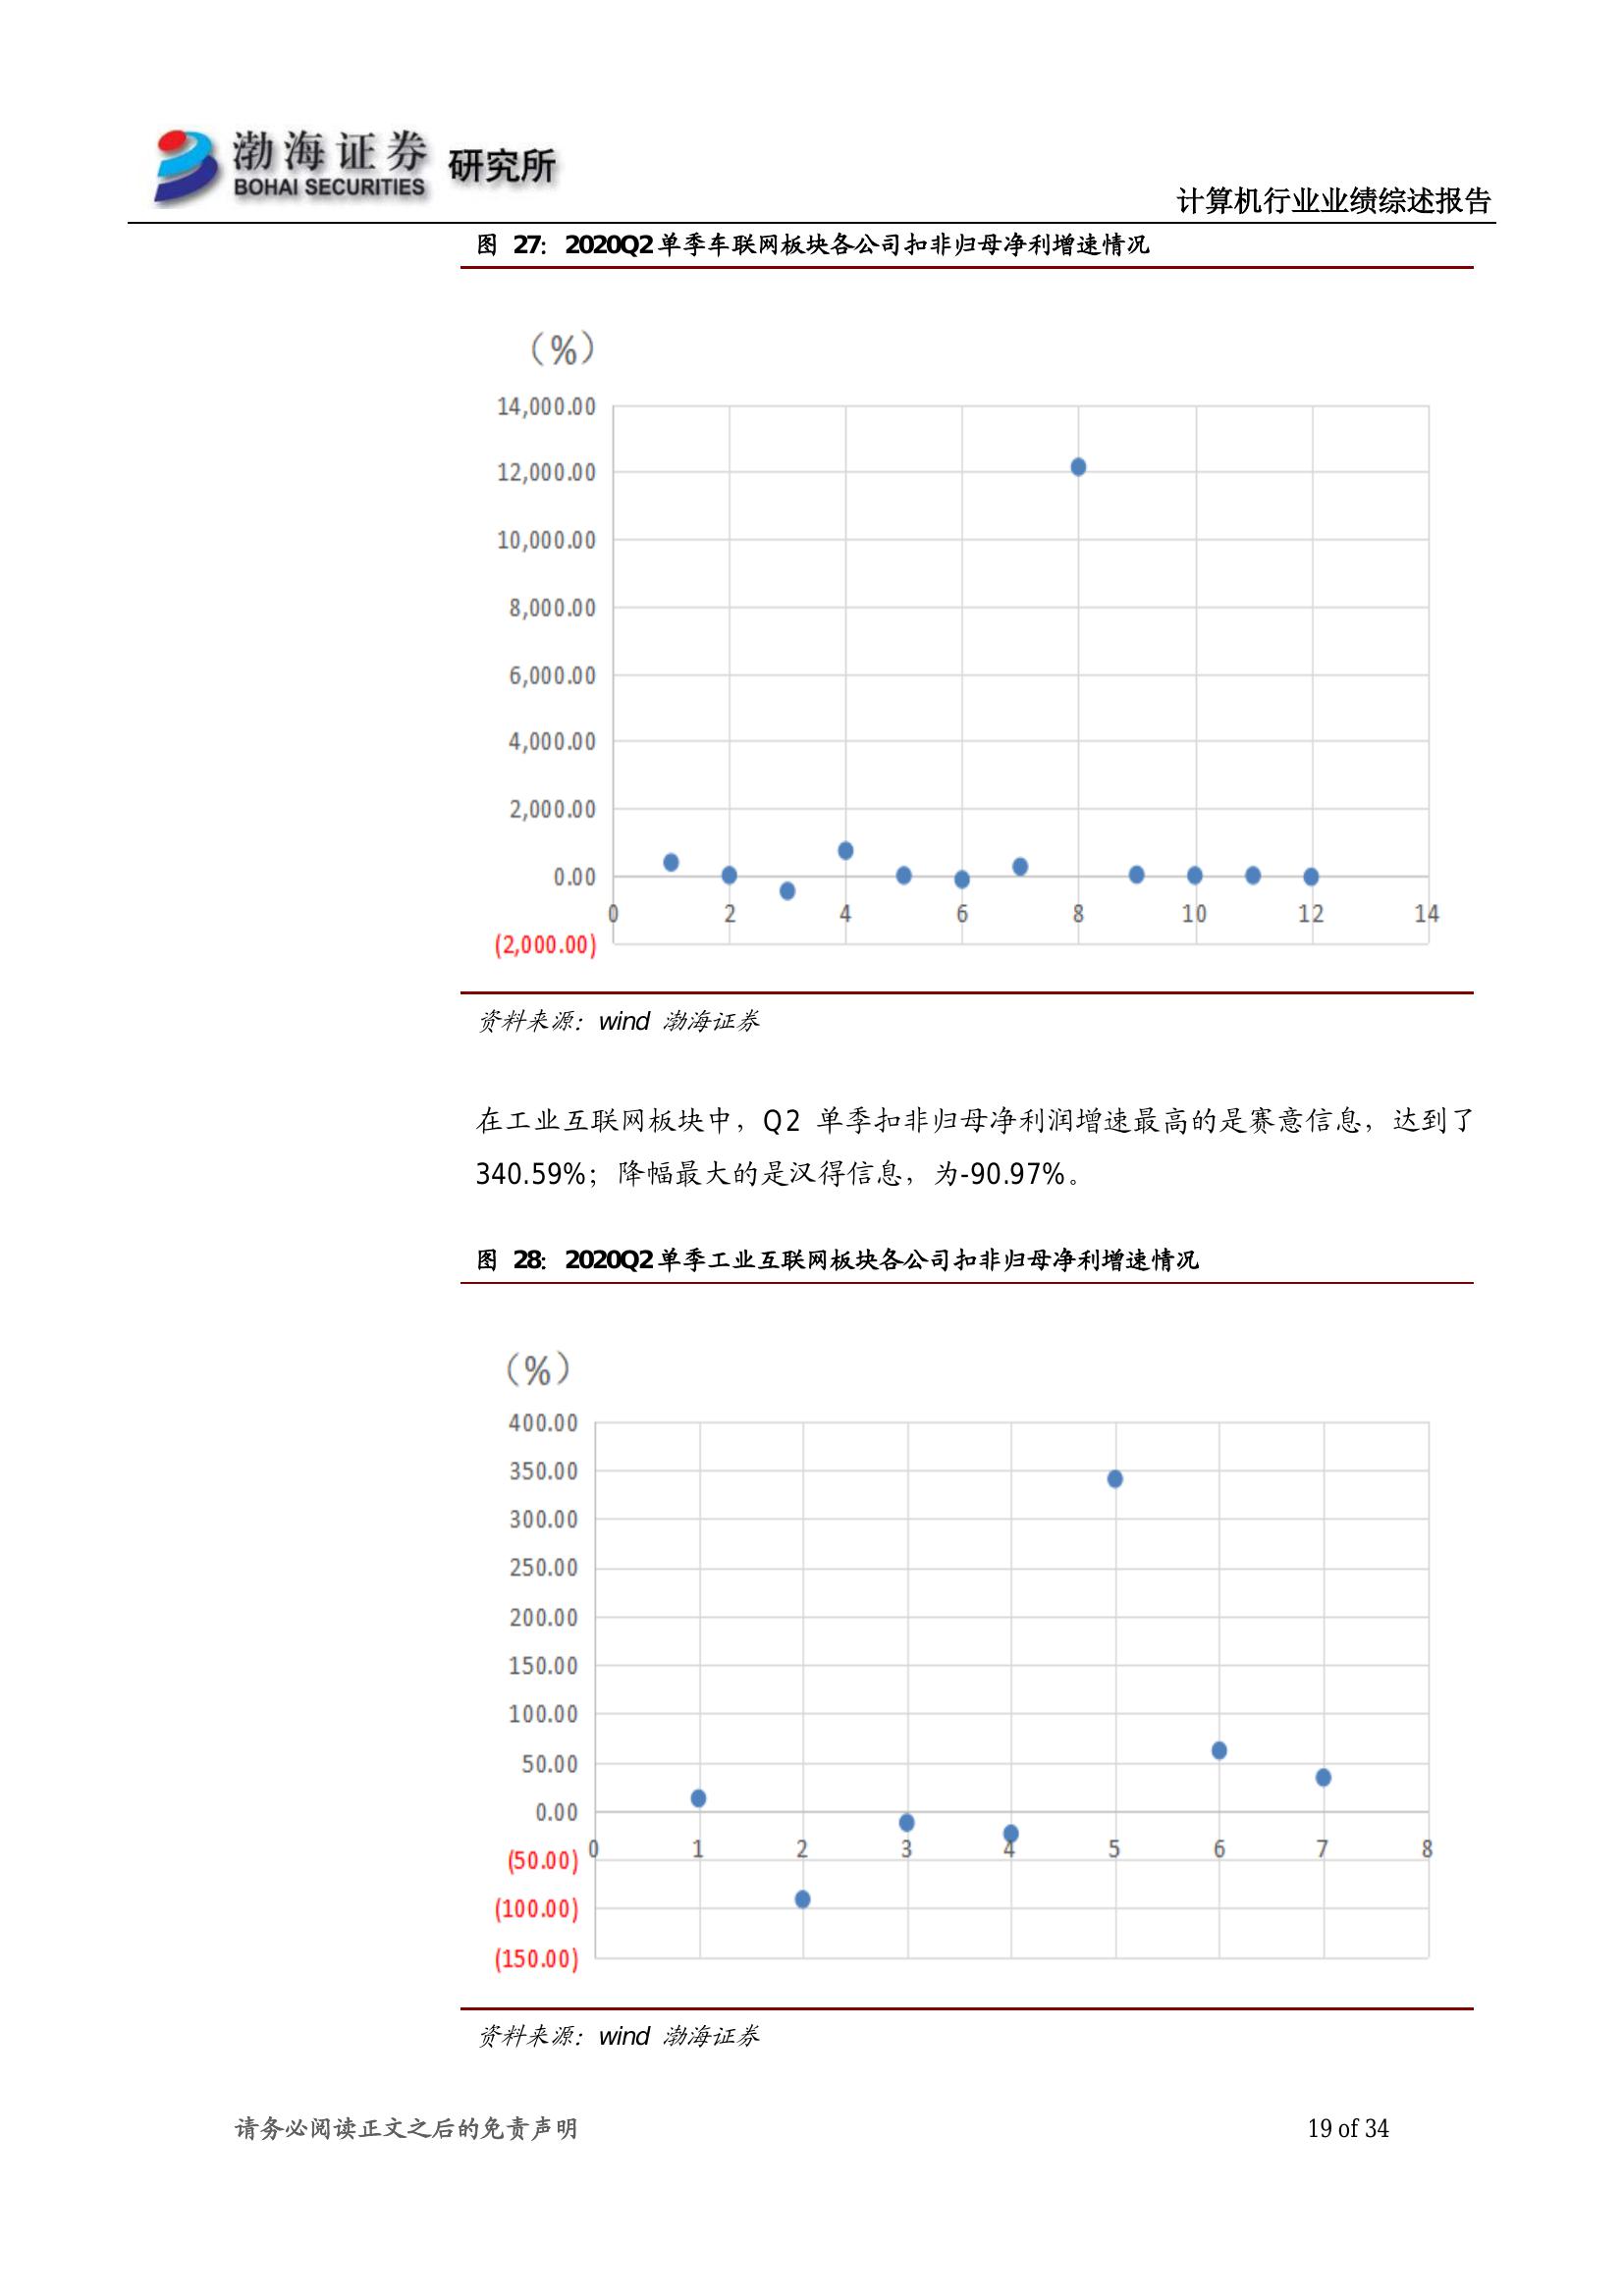 渤海证券 研究所
BOHAI SECURITIES
计算机行业业绩综述报告
图 27: 2020Q2单季车联网板块各公司扣非归母净利增速情况
（%）
14,000.00
12,000.00
10,000.00
8,000.00
6,000.00
4,000.00
2,000.00
0.00
0 2 4 6 8 10 12 14
(2,000.00)
资料来源：wind 渤海证券
在工业互联网板块中，Q2 单季扣非归母净利润增速最高的是赛意信息，达到了
340.59%；降幅最大的是汉得信息，为-90.97%。
图 28: 2020Q2单季工业互联网板块各公司扣非归母净利增速情况
（%）
400.00
350.00
300.00
250.00
200.00
150.00
100.00
50.00
0.00
0 1 2 3 4 5 6 7 8
(50.00)
(100.00)
(150.00)
资料来源：wind 渤海证券
请务必阅读正文之后的免责声明 19 of 34